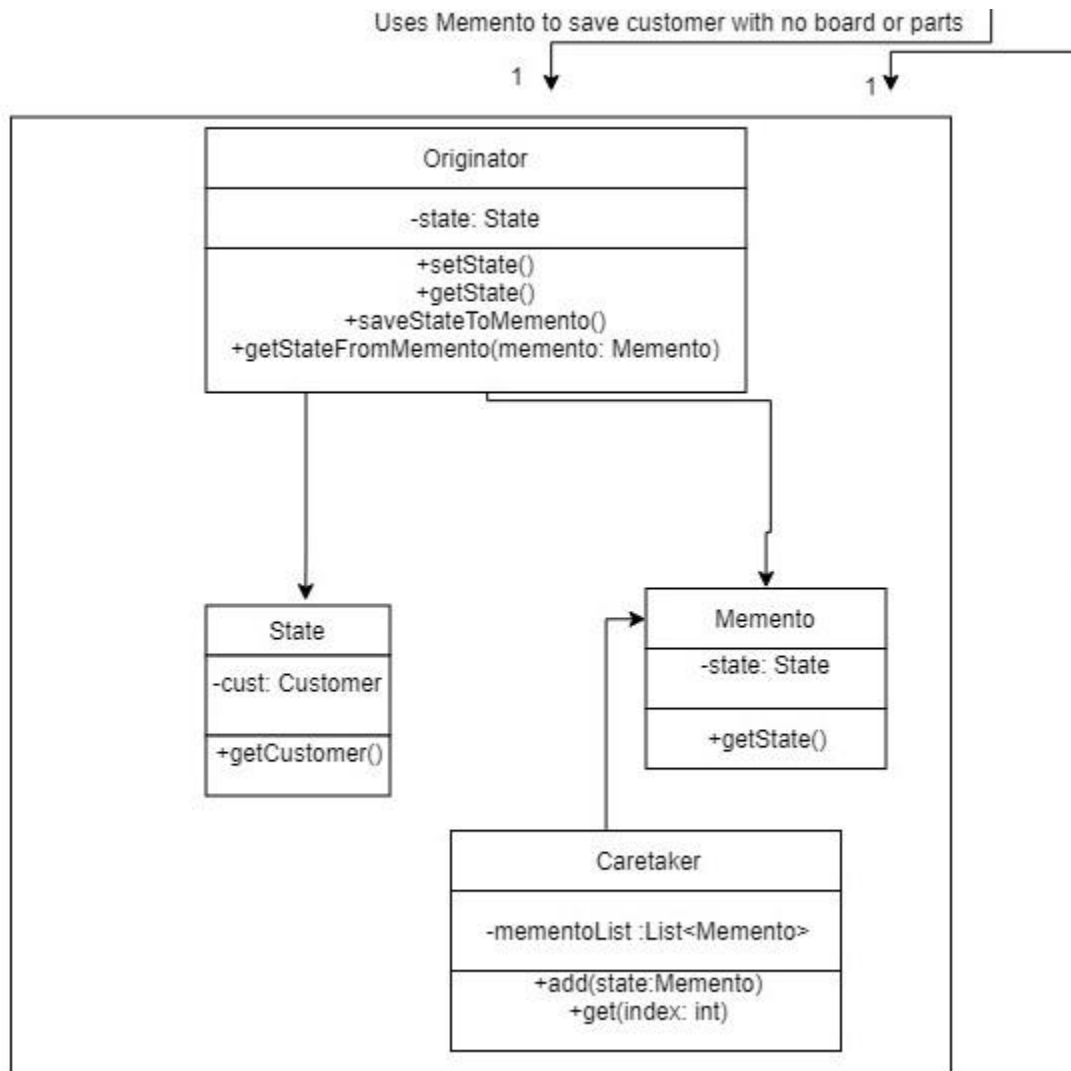 Uses Memento to save customer with no board or parts
1
1
Originator
-state: State
+setState()
+getState()
+saveStateToMemento()
+getStateFromMemento(memento: Memento)
State
-cust: Customer
+getCustomer()
Memento
-state: State
+getState()
Caretaker
-mementoList :List<Memento>
+add(state:Memento)
+get(index: int)